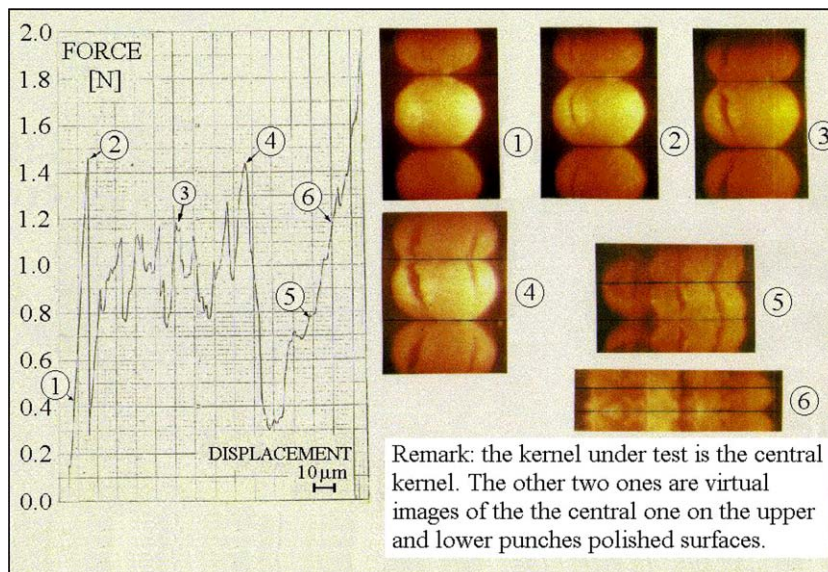 2.0
FORCE
[N]
1.8
1.6
1.4
1.2
1.0
0.8
0.6
0.4
0.2
0.0
1
2
3
4
5
6
DISPLACEMENT
10 µm
1
2
3
4
5
6
Remark: the kernel under test is the central
kernel. The other two ones are virtual
images of the the central one on the upper
and lower punches polished surfaces.